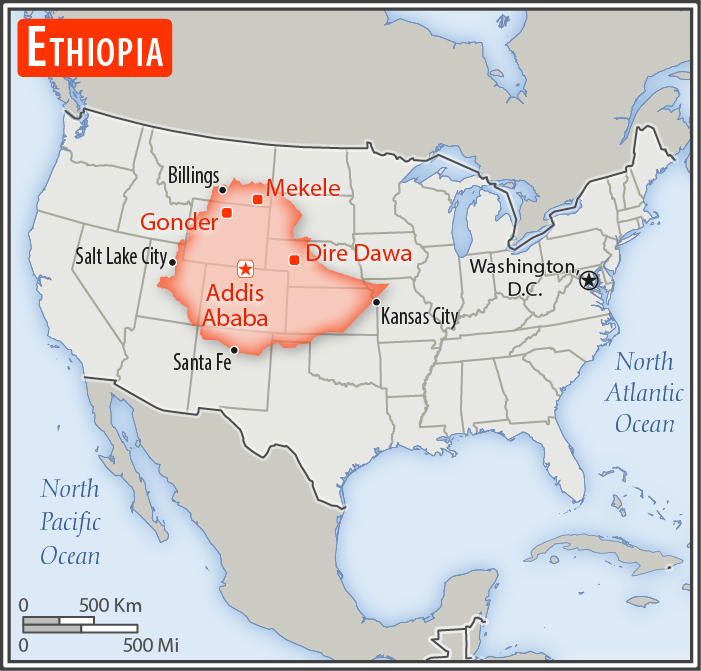 ETHIOPIA
Billings
Mekele
Gonder
Salt Lake City
Dire Dawa
Addis
Ababa
Washington,
D.C.
Kansas City
Santa Fe
North
Atlantic
Ocean
North
Pacific
Ocean
0 500 Km
0 500 Mi